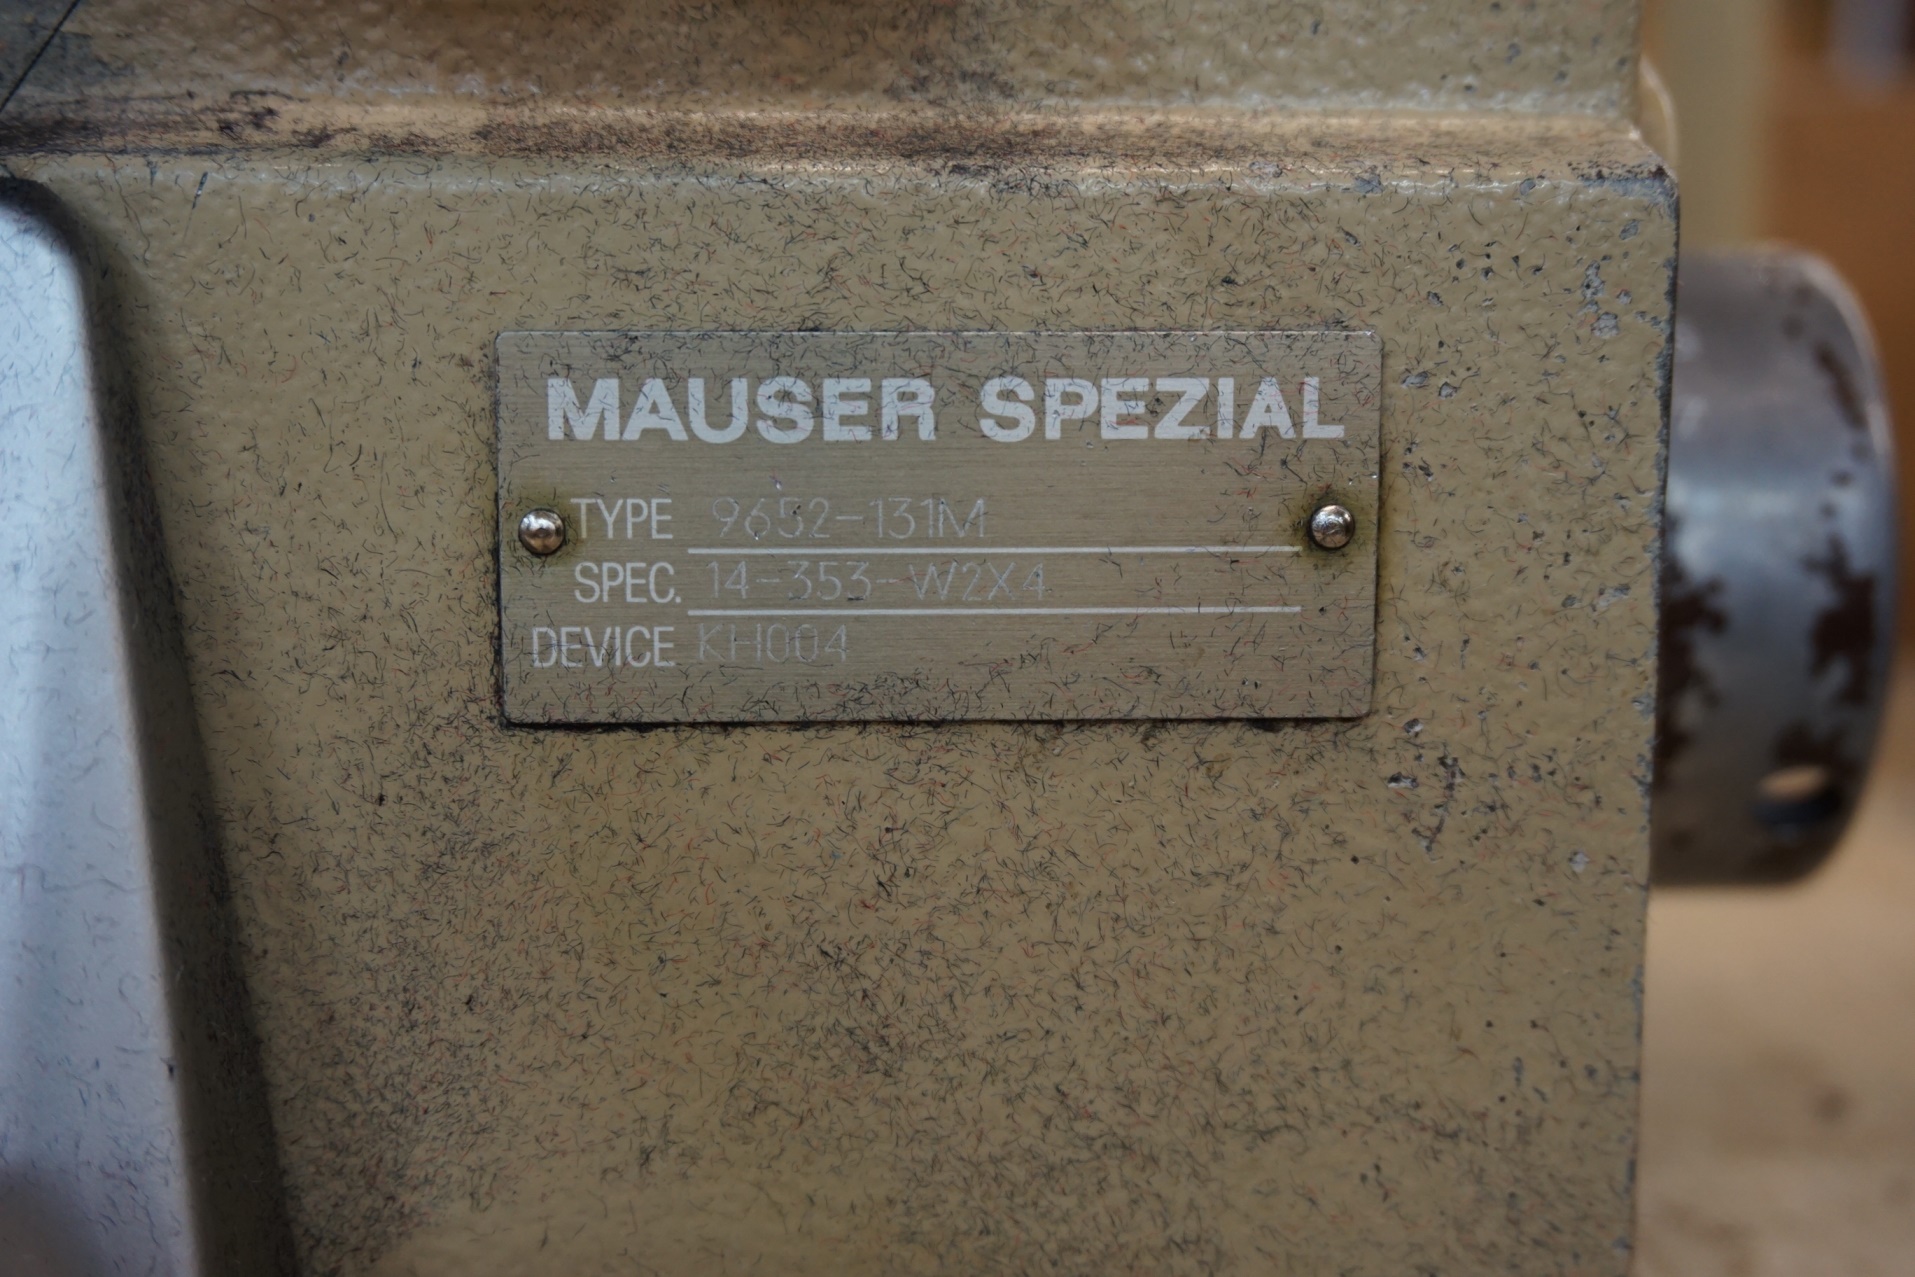 MAUSER SPEZIAL
TYPE 9652-131M
SPEC. 14-353-W2X4
DEVICE KH004